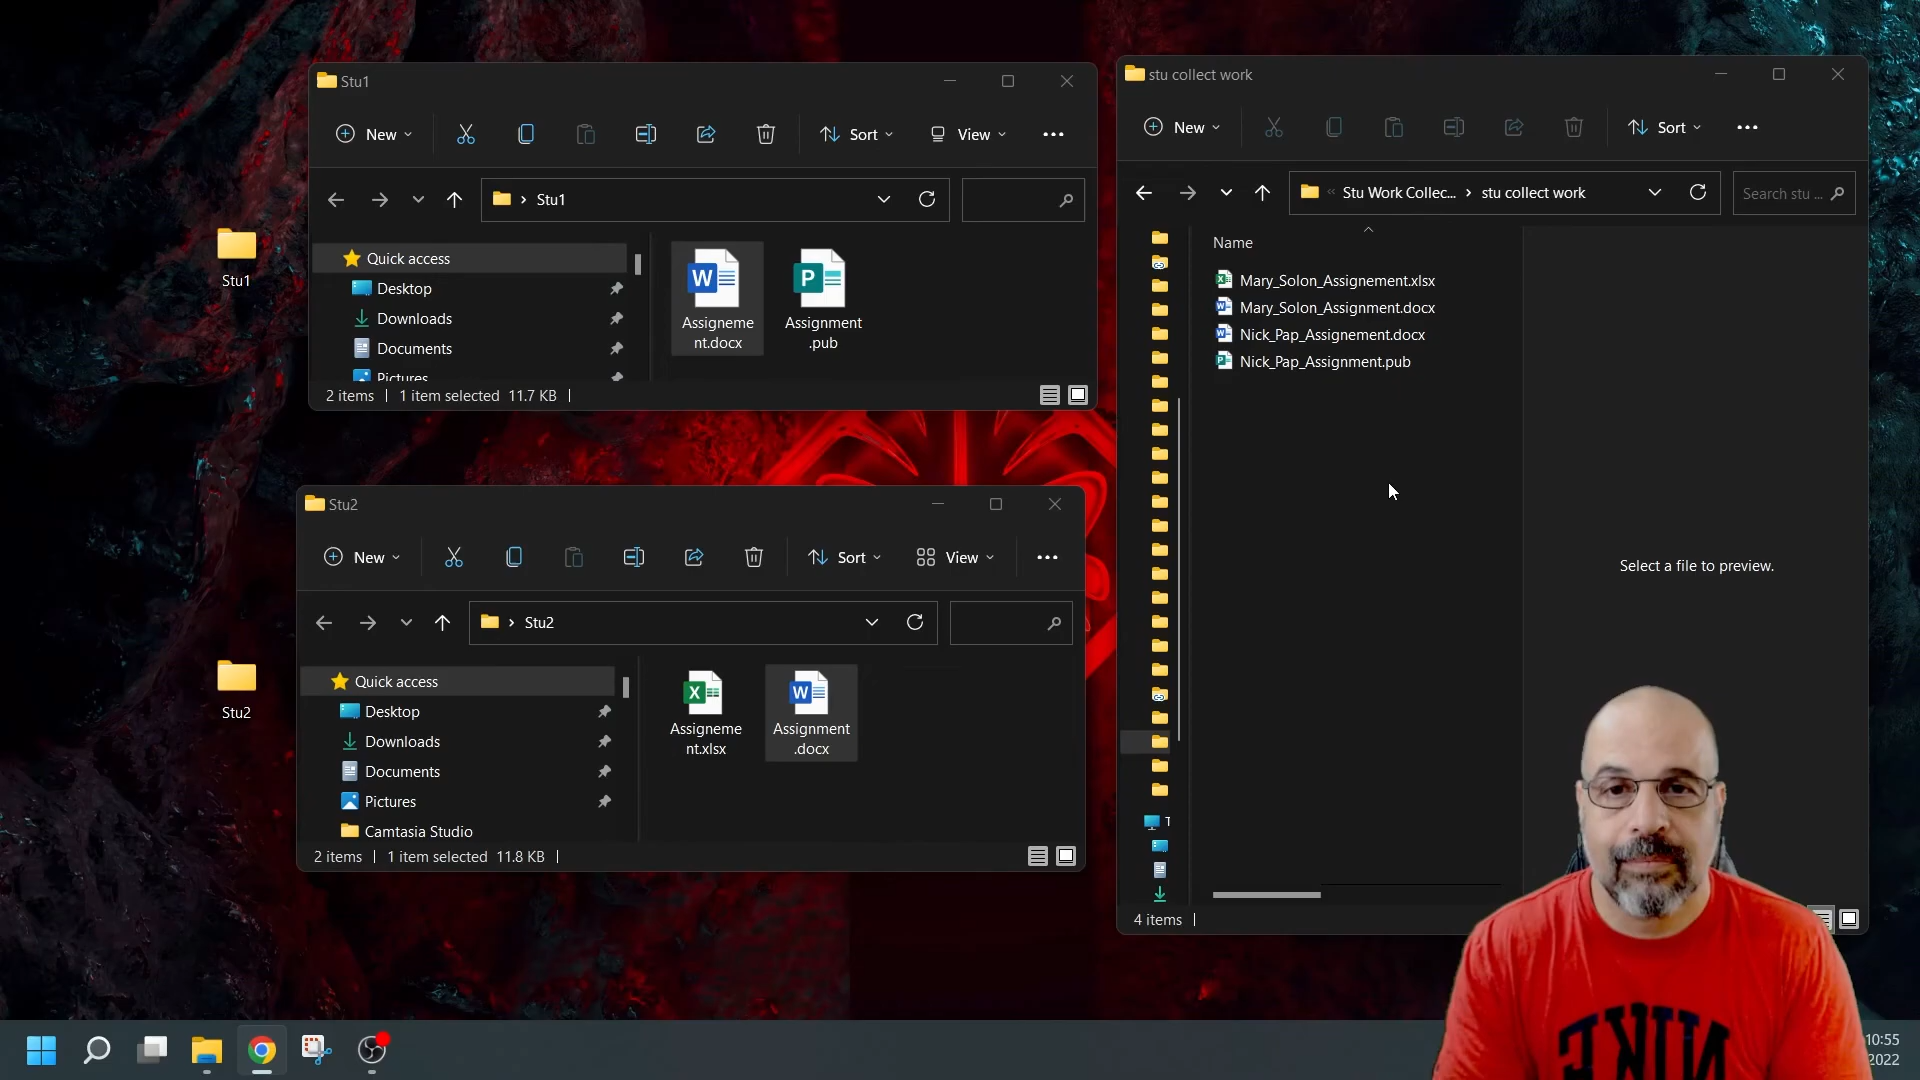 Stu1
New
Sort
View
Stu1
Quick access
Desktop
Downloads
Documents
Pictures
Assigneme
nt.docx
Assignment
.pub
2 items
1 item selected 11.7 KB
Stu1
Stu2
New
Sort
View
Stu2
Quick access
Desktop
Downloads
Documents
Pictures
Camtasia Studio
Assigneme
nt.xlsx
Assignment
.docx
2 items
1 item selected 11.8 KB
Stu2
stu collect work
New
Sort
Stu Work Collec... › stu collect work
Search stu ...
Name
Mary_Solon_Assignement.xlsx
Mary_Solon_Assignment.docx
Nick_Pap_Assignement.docx
Nick_Pap_Assignment.pub
Select a file to preview.
T
4 items
NIKE
10:55
2022